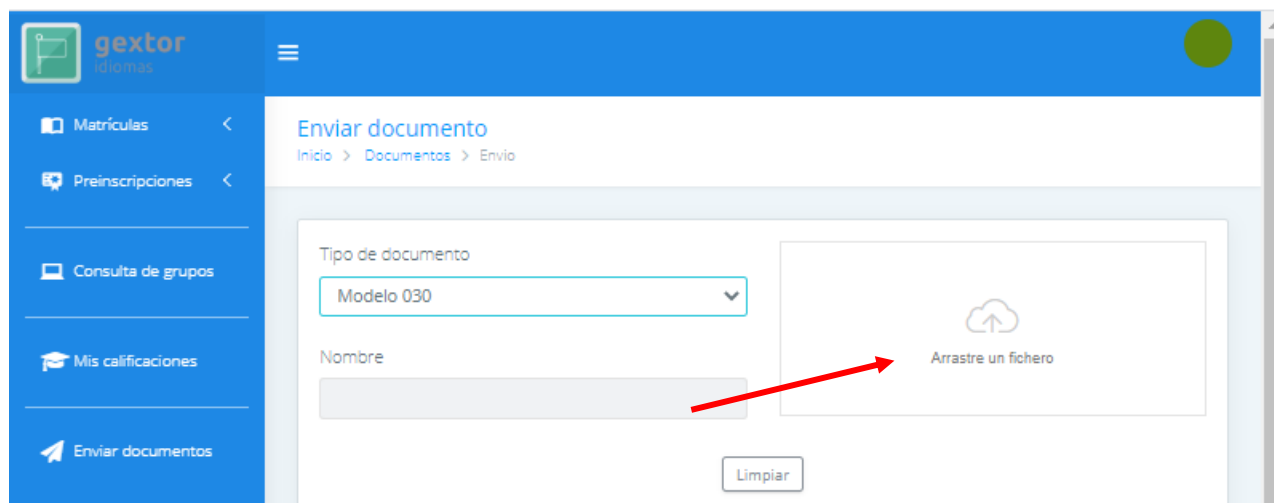 gextor
idiomas
Matrículas
Preinscripciones
Consulta de grupos
Mis calificaciones
Enviar documentos
Enviar documento
Inicio > Documentos > Envio
Tipo de documento
Modelo 030
Nombre
Arrastre un fichero
Limpiar